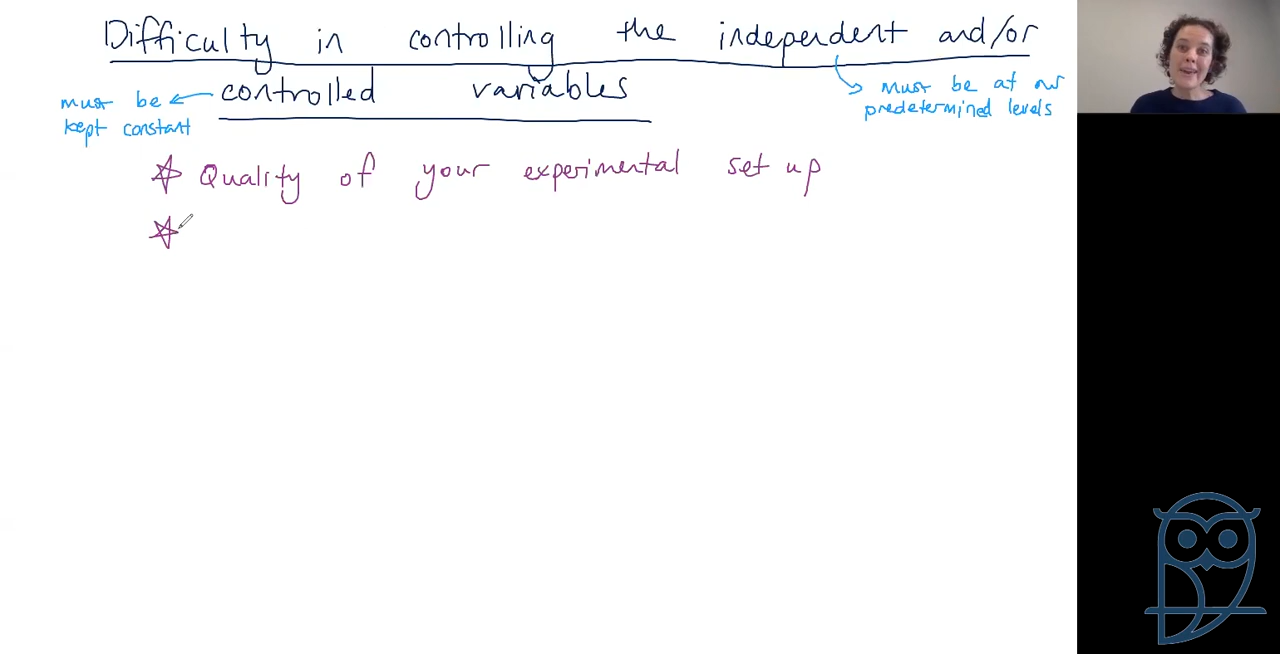 Difficulty in controlling the independent and/or
controlled variables
must be
kept constant
must be at our
predetermined levels
Quality of your experimental set up